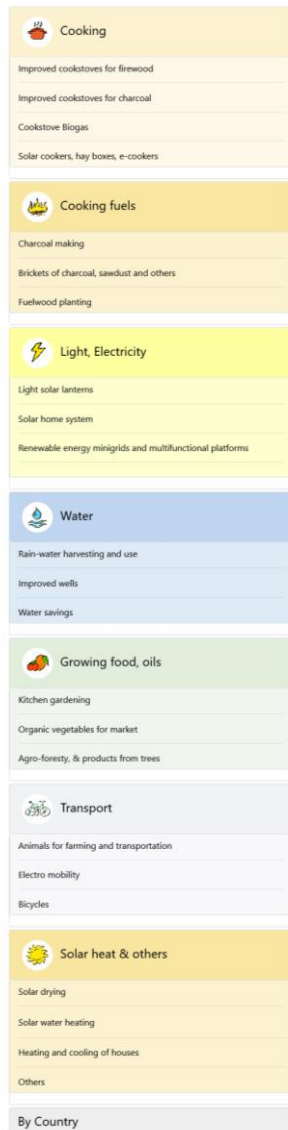 Cooking
Improved cookstoves for firewood
Improved cookstoves for charcoal
Cookstove Biogas
Solar cookers, hay boxes, e-cookers
Cooking fuels
Charcoal making
Brickets of charcoal, sawdust and others
Fuelwood planting
Light, Electricity
Light solar lanterns
Solar home system
Renewable energy minigrids and multifunctional platforms
Water
Rain-water harvesting and use
Improved wells
Water savings
Growing food, oils
Kitchen gardening
Organic vegetables for market
Agro-foresty, & products from trees
Transport
Animals for farming and transportation
Electro mobility
Bicycles
Solar heat & others
Solar drying
Solar water heating
Heating and cooling of houses
Others
By Country